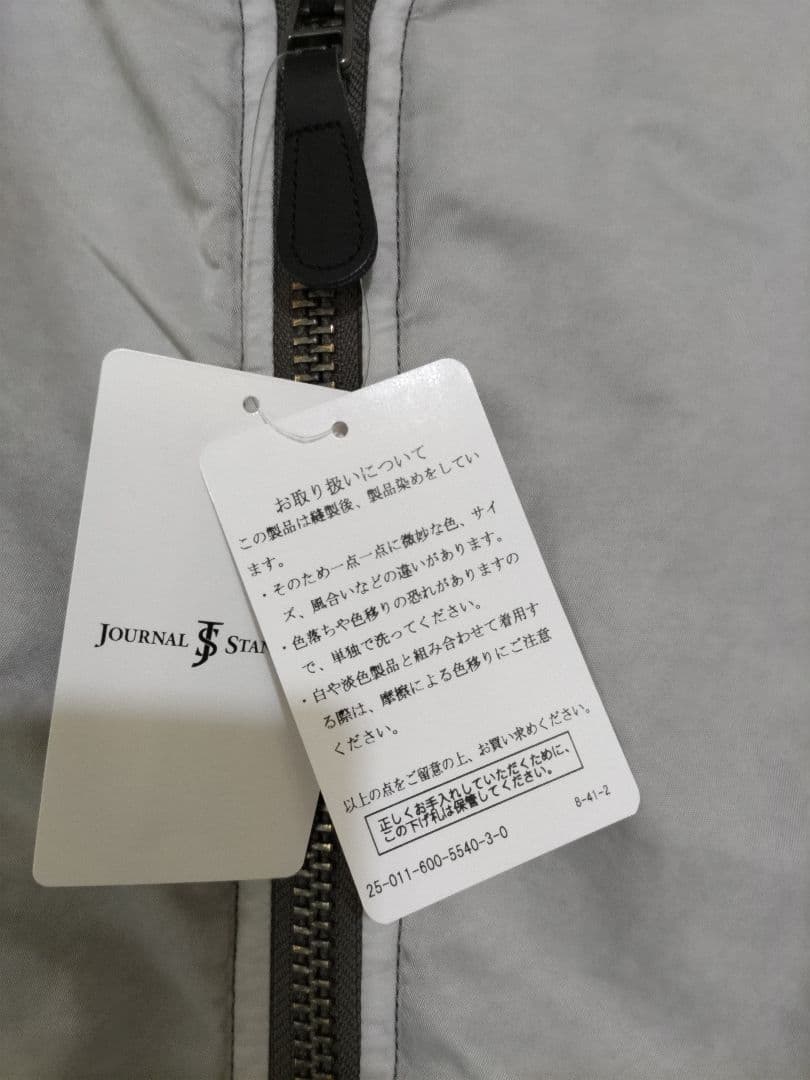 JOURNAL JS STAN
お取り扱いについて
この製品は縫製後、製品染めをしてい
ます。
・そのため一点一点に微妙な色、サイ
ズ、風合いなどの違いがあります。
・色落ちや色移りの恐れがありますの
で、単独で洗ってください。
・白や淡色製品と組み合わせて着用す
る際は、摩擦による色移りにご注意
ください。
以上の点をご留意の上、お買い求めください。
正しくお手入れしていただくために、
この下げ札は保管してください。
8-41-2
25-011-600-5540-3-0